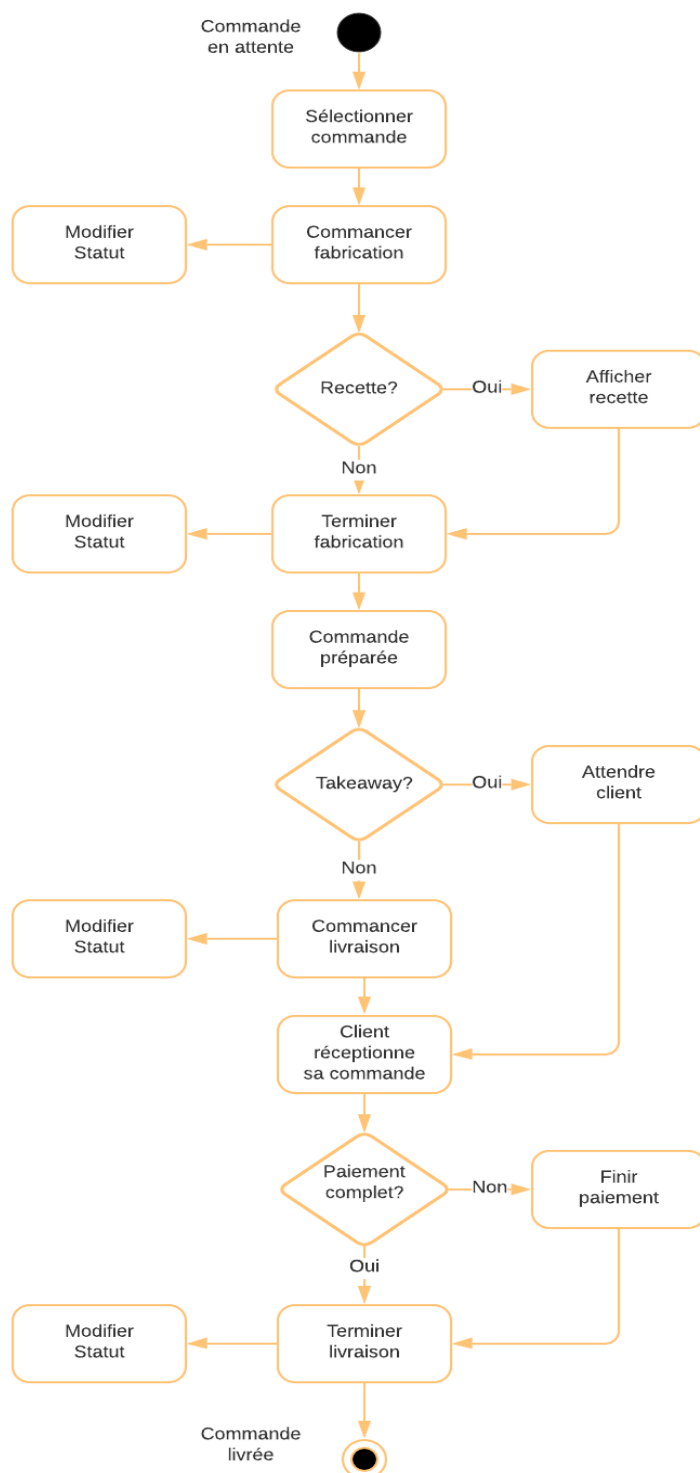 Commande
en attente
Sélectionner
commande
Modifier
Statut
Commancer
fabrication
Recette?
Oui
Afficher
recette
Non
Modifier
Statut
Terminer
fabrication
Commande
préparée
Takeaway?
Oui
Attendre
client
Non
Modifier
Statut
Commancer
livraison
Client
réceptionne
sa commande
Paiement
complet?
Non
Finir
paiement
Oui
Modifier
Statut
Terminer
livraison
Commande
livrée